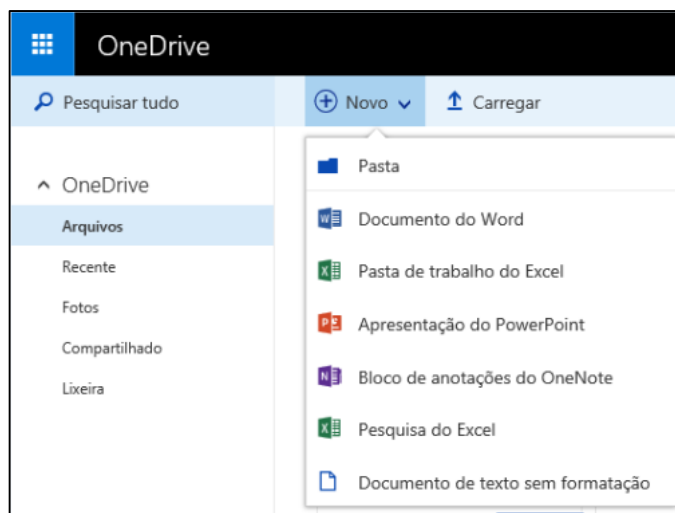 OneDrive
Pesquisar tudo
Novo
Carregar
OneDrive
Arquivos
Recente
Fotos
Compartilhado
Lixeira
Pasta
Documento do Word
Pasta de trabalho do Excel
Apresentação do PowerPoint
Bloco de anotações do OneNote
Pesquisa do Excel
Documento de texto sem formatação